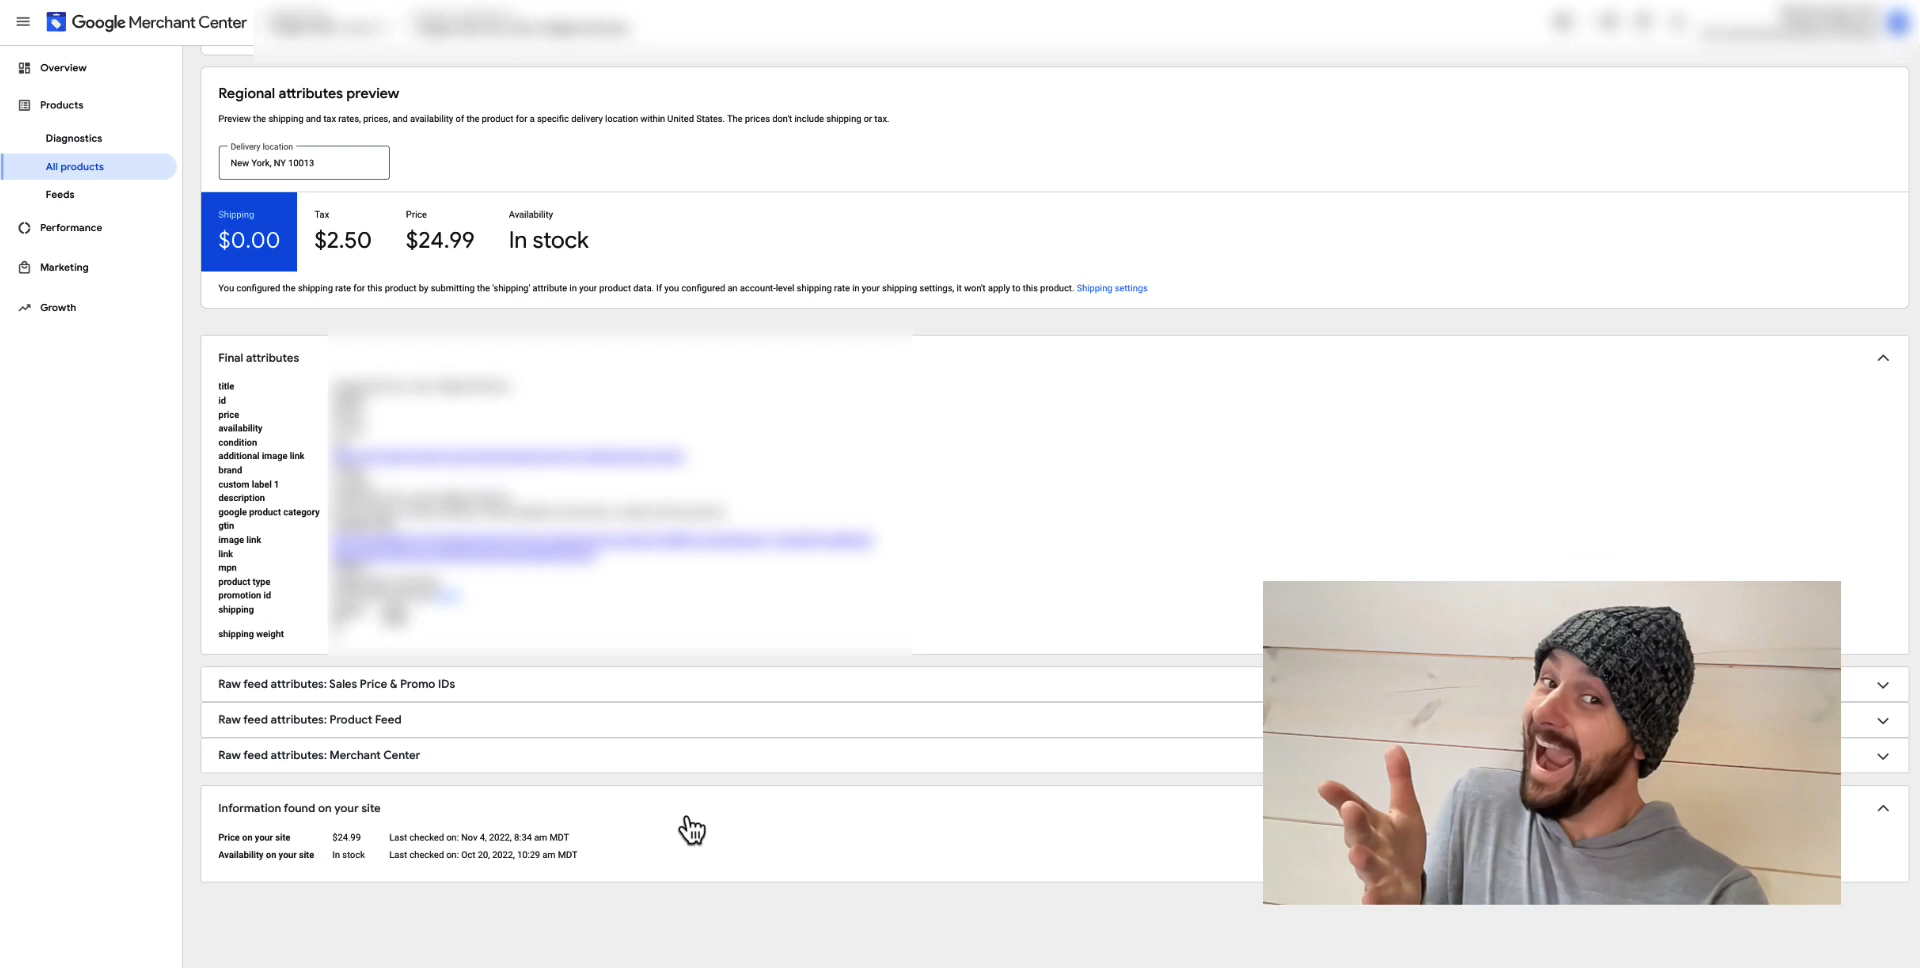 Google Merchant Center
Overview
Products
Diagnostics
All products
Feeds
Performance
Marketing
Growth
Regional attributes preview
Preview the shipping and tax rates, prices, and availability of the product for a specific delivery location within United States. The prices don't include shipping or tax.
Delivery location
New York, NY 10013
Shipping Tax Price Availability
$0.00 $2.50 $24.99 In stock
You configured the shipping rate for this product by submitting the 'shipping' attribute in your product data. If you configured an account-level shipping rate in your shipping settings, it won't apply to this product. Shipping settings
Final attributes
title
id
price
availability
condition
additional image link
brand
custom label 1
description
google product category
gtin
image link
link
mpn
product type
promotion id
shipping
shipping weight
Raw feed attributes: Sales Price & Promo IDs
Raw feed attributes: Product Feed
Raw feed attributes: Merchant Center
Information found on your site
Price on your site $24.99 Last checked on: Nov 4, 2022, 8:34 am MDT
Availability on your site In stock Last checked on: Oct 20, 2022, 10:29 am MDT